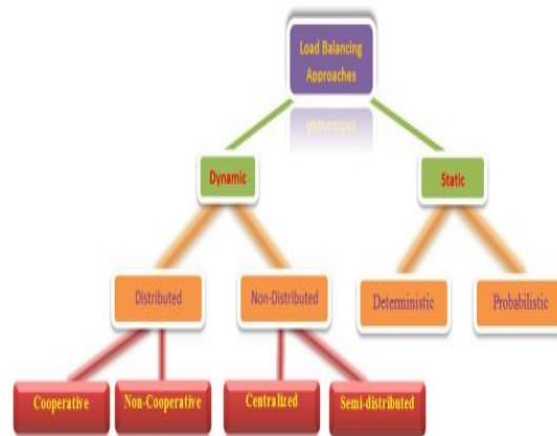 Load Balancing
Approaches
Dynamic
Static
Distributed
Non-Distributed
Deterministic
Probabilistic
Cooperative
Non-Cooperative
Centralized
Semi-distributed